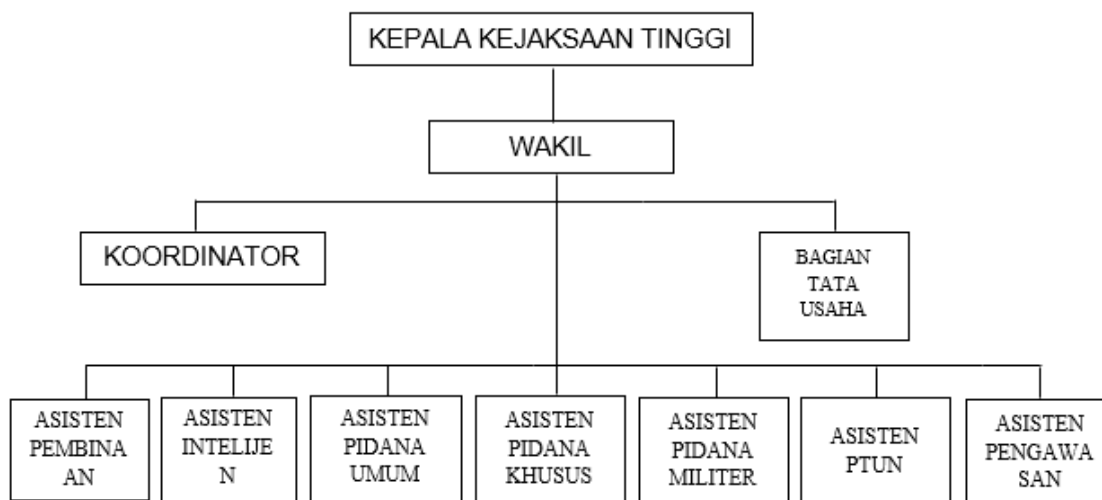 KEPALA KEJAKSAAN TINGGI
WAKIL
KOORDINATOR
BAGIAN
TATA
USAHA
ASISTEN
PEMBINA
AN
ASISTEN
INTELIJE
N
ASISTEN
PIDANA
UMUM
ASISTEN
PIDANA
KHUSUS
ASISTEN
PIDANA
MILITER
ASISTEN
PTUN
ASISTEN
PENGAWA
SAN